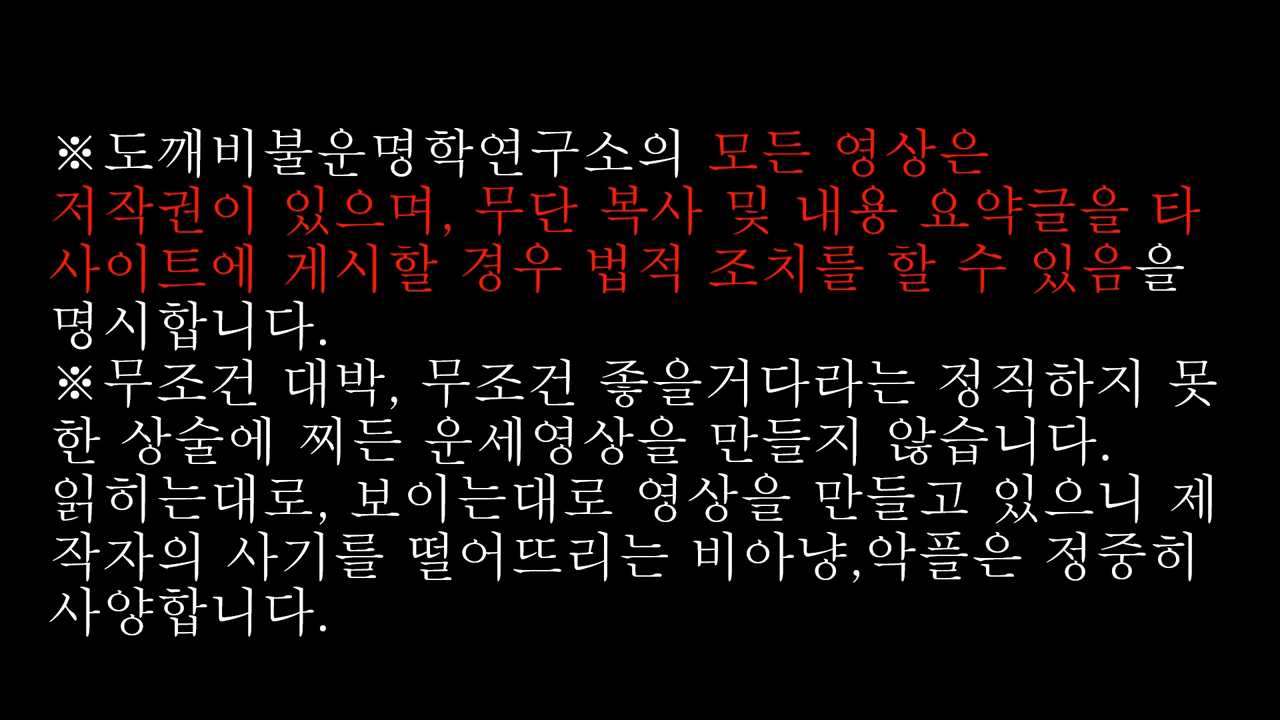 ※도깨비불운명학연구소의 모든 영상은
저작권이 있으며, 무단 복사 및 내용 요약글을 타
사이트에 게시할 경우 법적 조치를 할 수 있음을
명시합니다.
※무조건 대박, 무조건 좋을거다라는 정직하지 못
한 상술에 찌든 운세영상을 만들지 않습니다.
읽히는대로, 보이는대로 영상을 만들고 있으니 제
작자의 사기를 떨어뜨리는 비아냥,악플은 정중히
사양합니다.